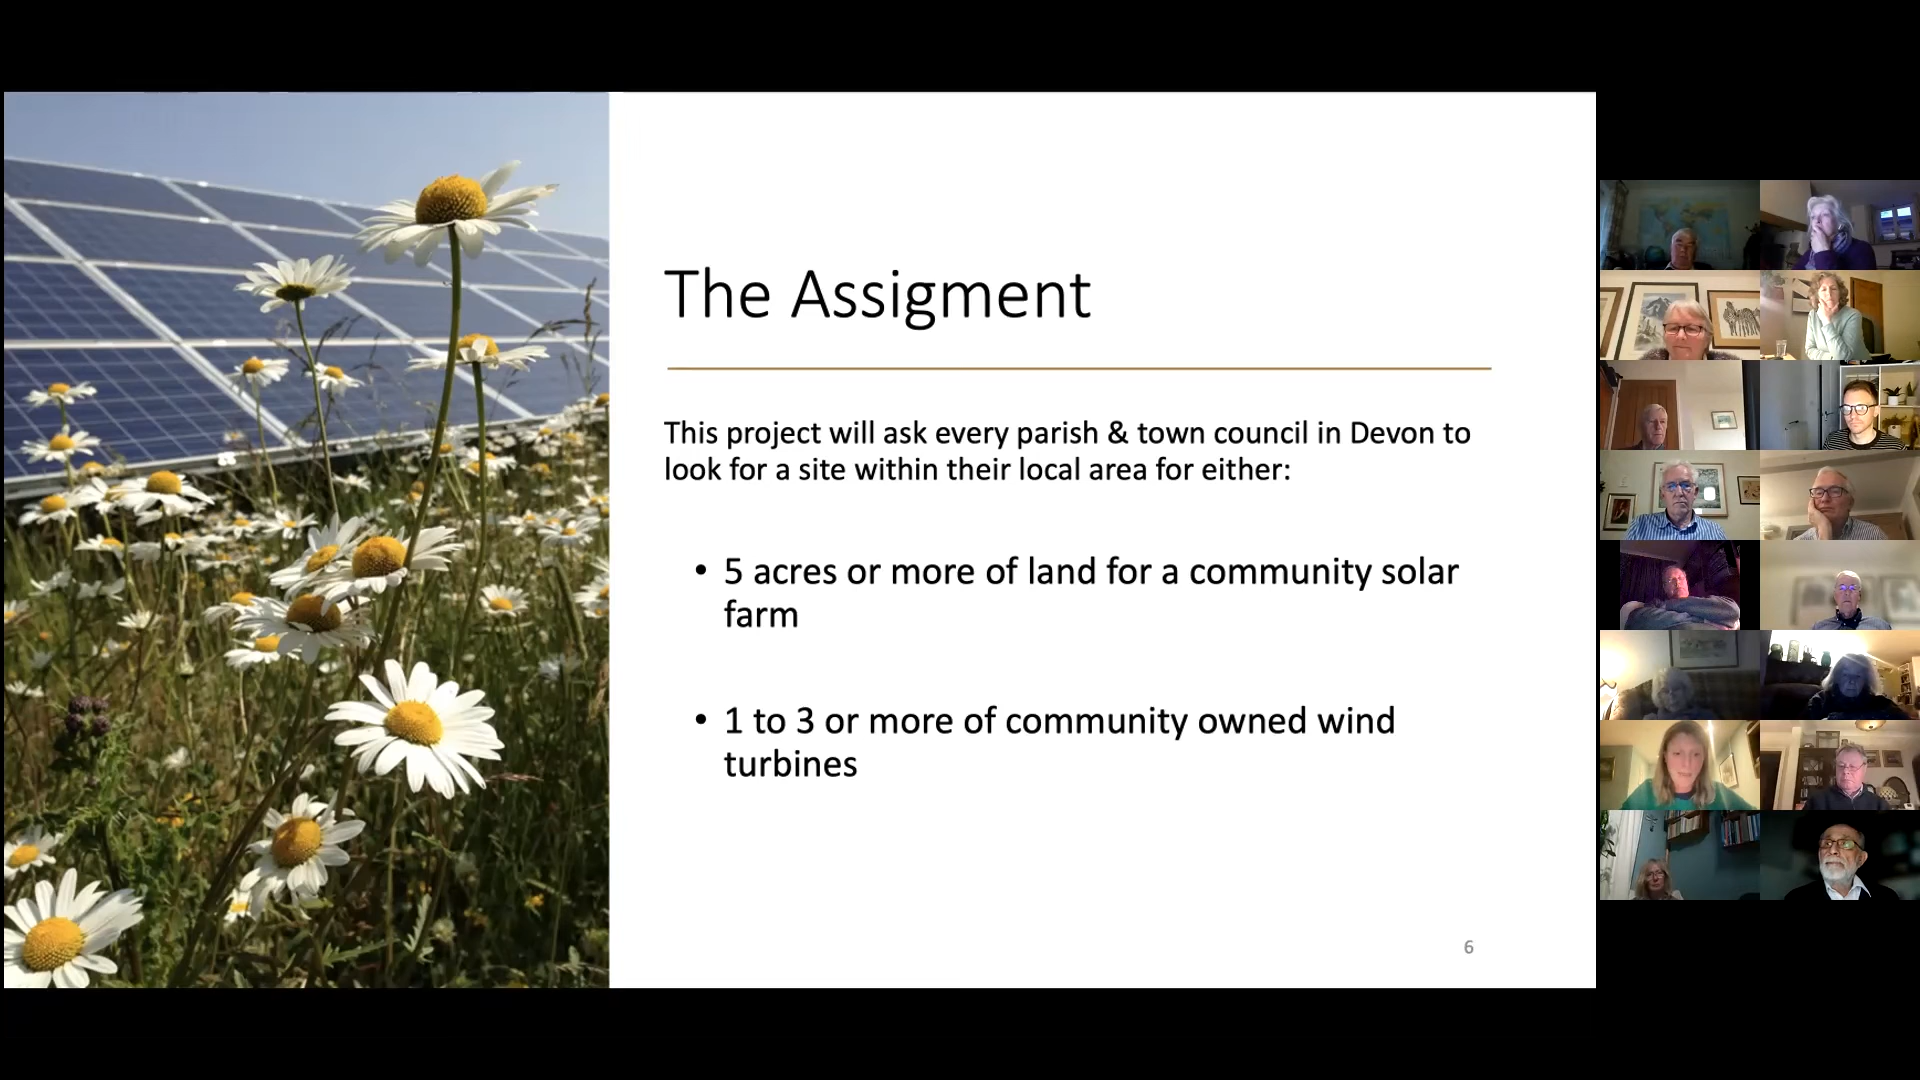 The Assigment
This project will ask every parish & town council in Devon to
look for a site within their local area for either:
• 5 acres or more of land for a community solar
farm
• 1 to 3 or more of community owned wind
turbines
6